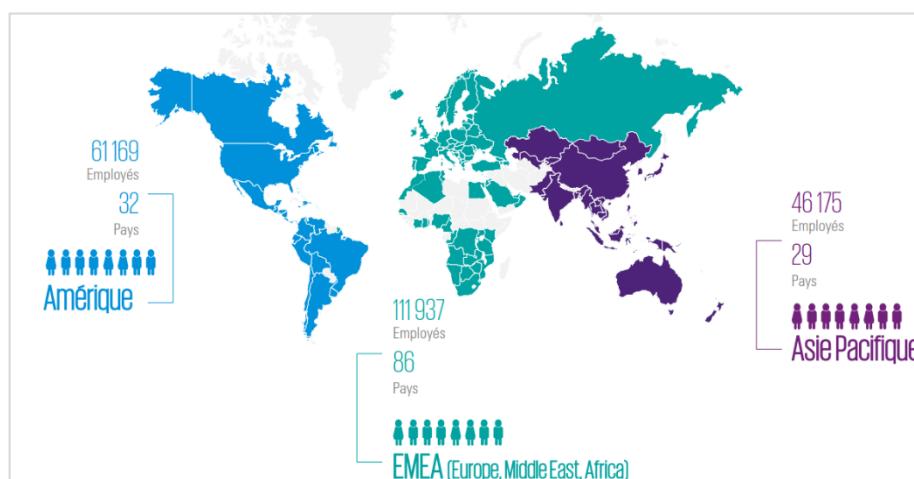 61 169
Employés
32
Pays
Amérique
111 937
Employés
86
Pays
EMEA (Europe, Middle East, Africa)
46 175
Employés
29
Pays
Asie Pacifique